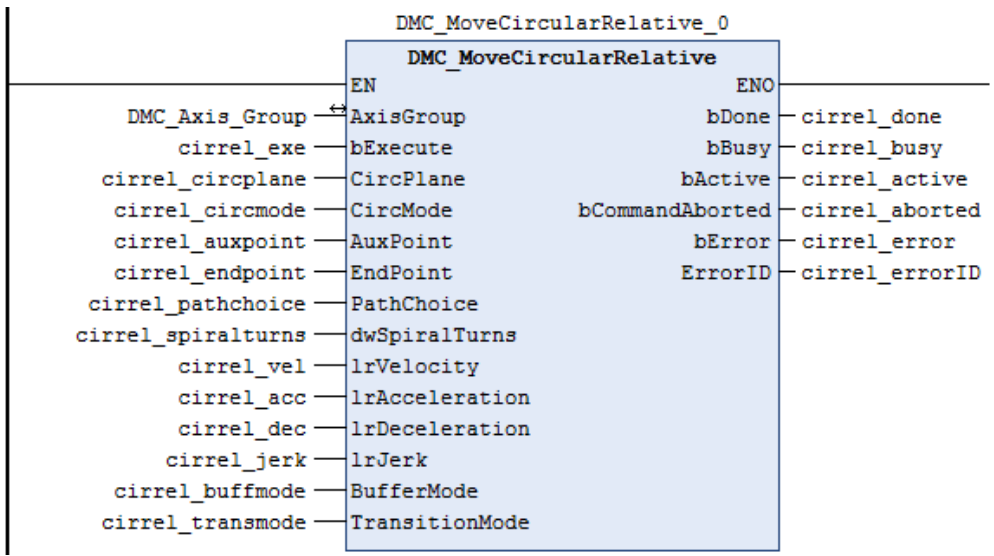 DMC_MoveCircularRelative_0
DMC_MoveCircularRelative
EN ENO
DMC_Axis_Group AxisGroup bDone cirrel_done
cirrel_exe bExecute bBusy cirrel_busy
cirrel_circplane CircPlane bActive cirrel_active
cirrel_circmode CircMode bCommandAborted cirrel_aborted
cirrel_auxpoint AuxPoint bError cirrel_error
cirrel_endpoint EndPoint ErrorID cirrel_errorID
cirrel_pathchoice PathChoice
cirrel_spiralturns dwSpiralTurns
cirrel_vel lrVelocity
cirrel_acc lrAcceleration
cirrel_dec lrDeceleration
cirrel_jerk lrJerk
cirrel_buffmode BufferMode
cirrel_transmode TransitionMode